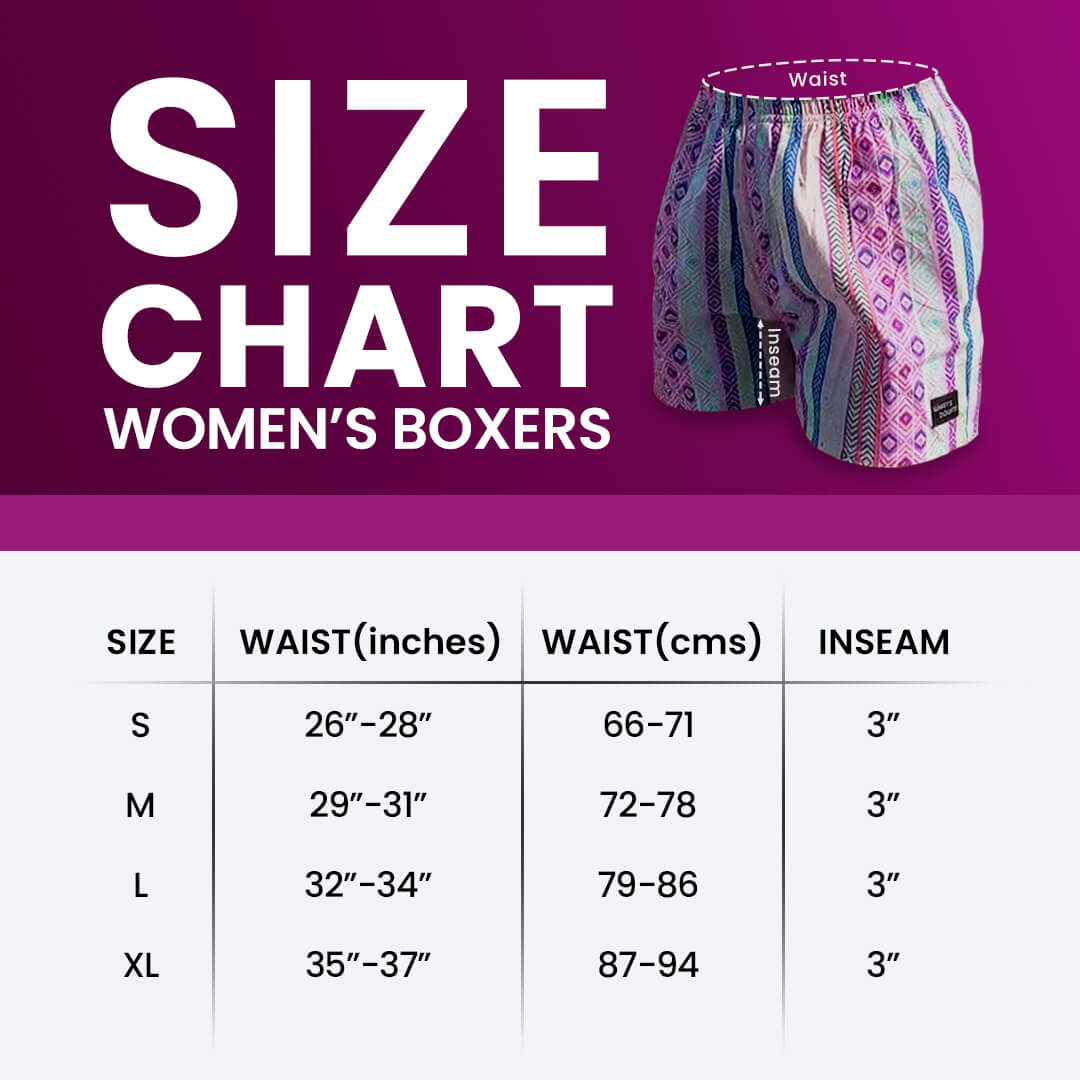 SIZE
CHART
WOMEN’S BOXERS
Waist
Inseam
SIZE WAIST(inches) WAIST(cms) INSEAM
S 26”-28” 66-71 3”
M 29”-31” 72-78 3”
L 32”-34” 79-86 3”
XL 35”-37” 87-94 3”